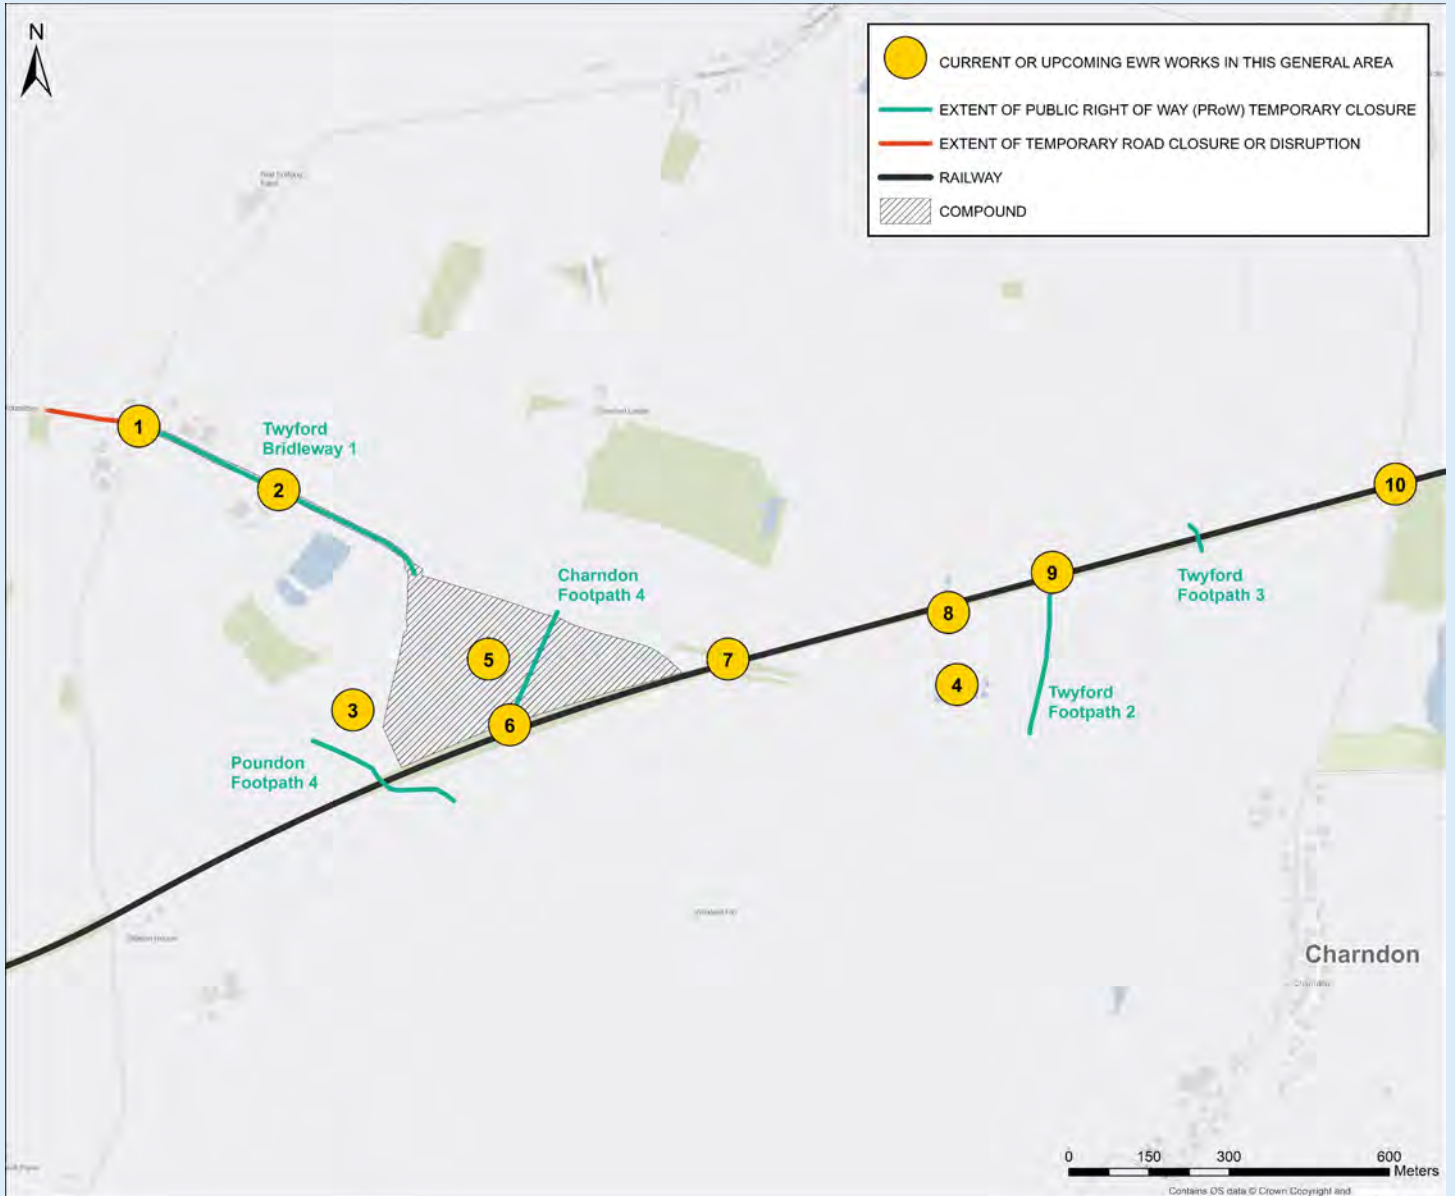 N
CURRENT OR UPCOMING EWR WORKS IN THIS GENERAL AREA
EXTENT OF PUBLIC RIGHT OF WAY (PRoW) TEMPORARY CLOSURE
EXTENT OF TEMPORARY ROAD CLOSURE OR DISRUPTION
RAILWAY
COMPOUND
1
Twyford
Bridleway 1
2
10
9
Charndon
Footpath 4
Twyford
Footpath 3
8
5
7
4
3
6
Twyford
Footpath 2
Poundon
Footpath 4
Charndon
0 150 300 600
Meters
Contains OS data © Crown Copyright and